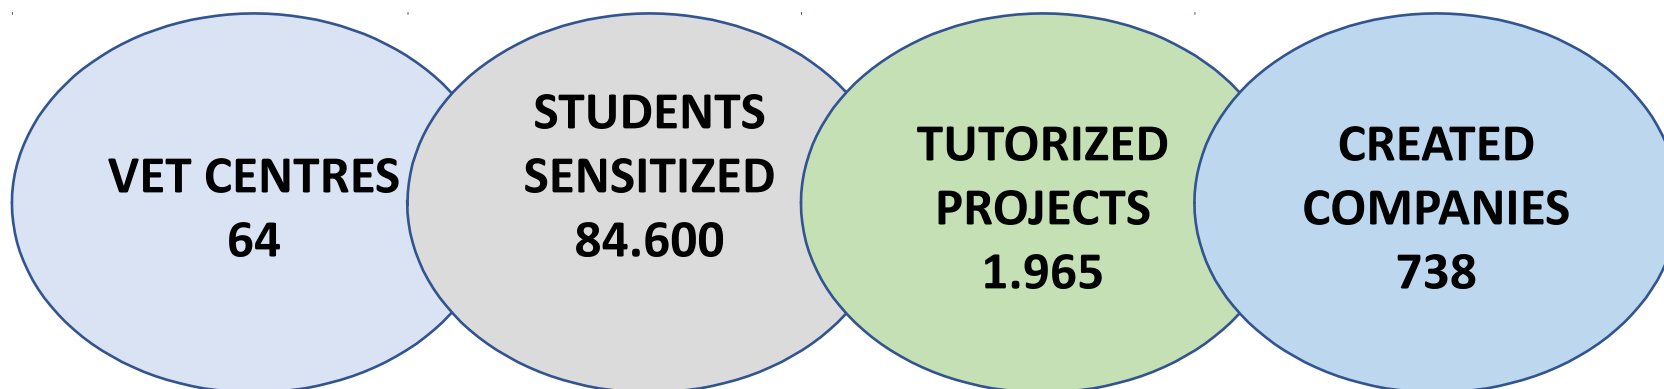 VET CENTRES
64
STUDENTS
SENSITIZED
84.600
TUTORIZED
PROJECTS
1.965
CREATED
COMPANIES
738